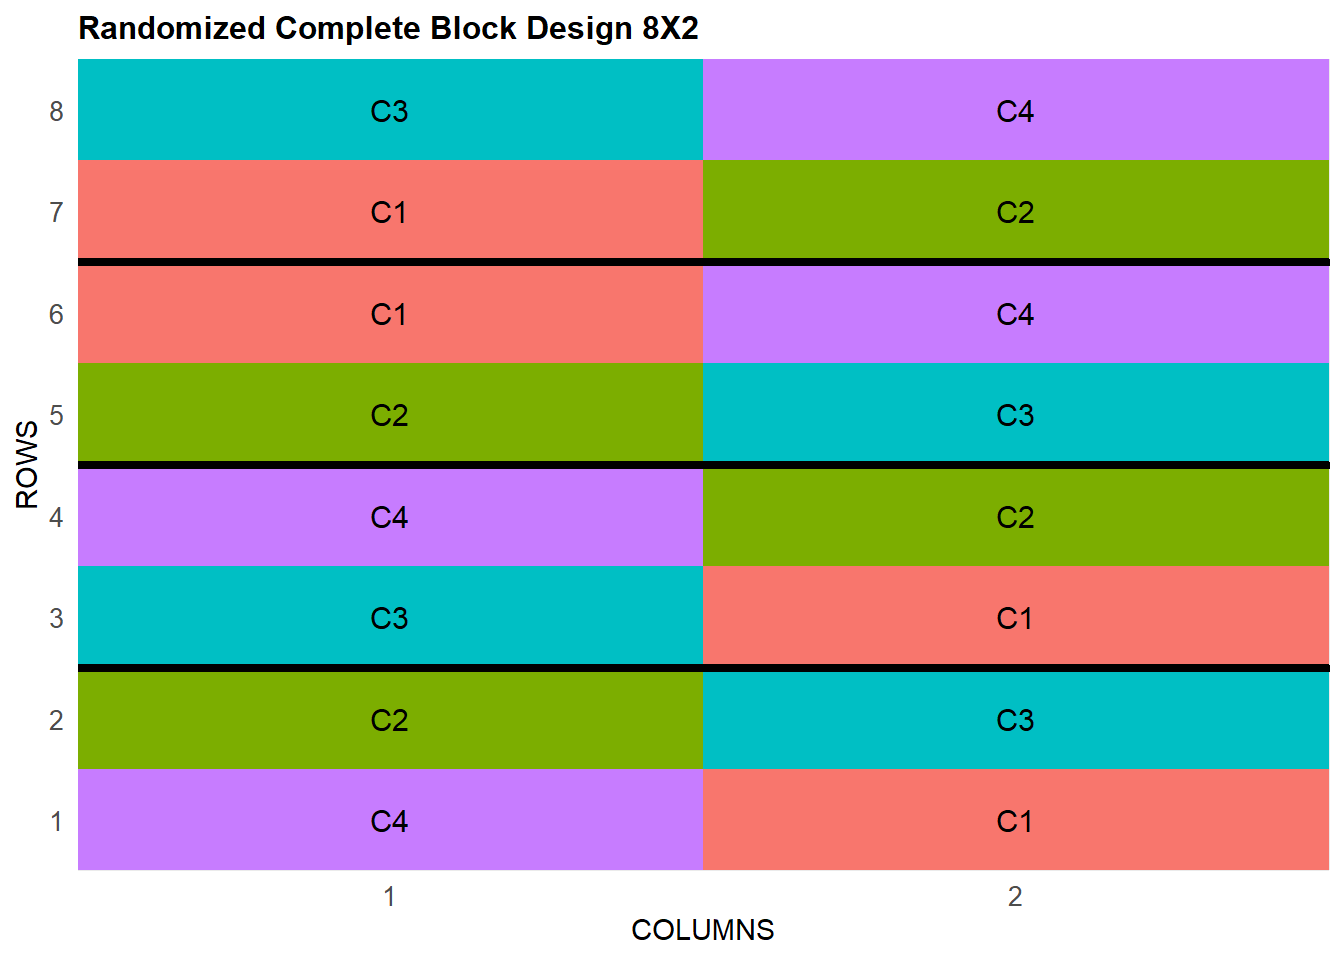 Randomized Complete Block Design 8X2
8 C3 C4
7 C1 C2
6 C1 C4
5 C2 C3
ROWS
4 C4 C2
3 C3 C1
2 C2 C3
1 C4 C1
1 2
COLUMNS